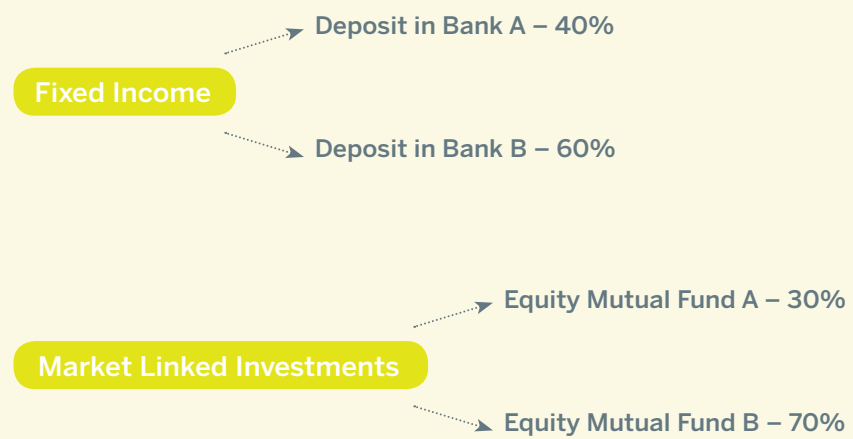 Deposit in Bank A – 40%
Fixed Income
Deposit in Bank B – 60%
Equity Mutual Fund A – 30%
Market Linked Investments
Equity Mutual Fund B – 70%